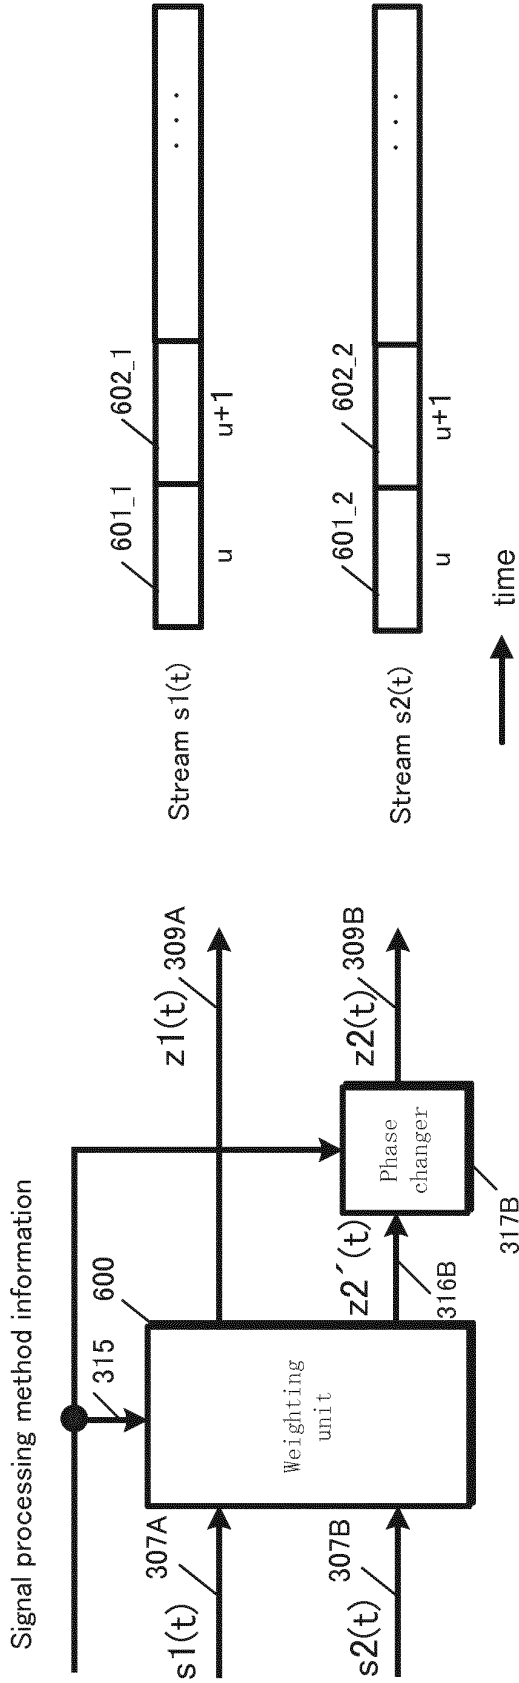 Signal processing method information
315
600
s1(t)
307A
s2(t)
307B
Weighting
unit
z1(t)
309A
z2´(t)
316B
Phase
changer
317B
z2(t)
309B
Stream s1(t)
601_1
602_1
u
u+1
. . .
Stream s2(t)
601_2
602_2
u
u+1
. . .
time